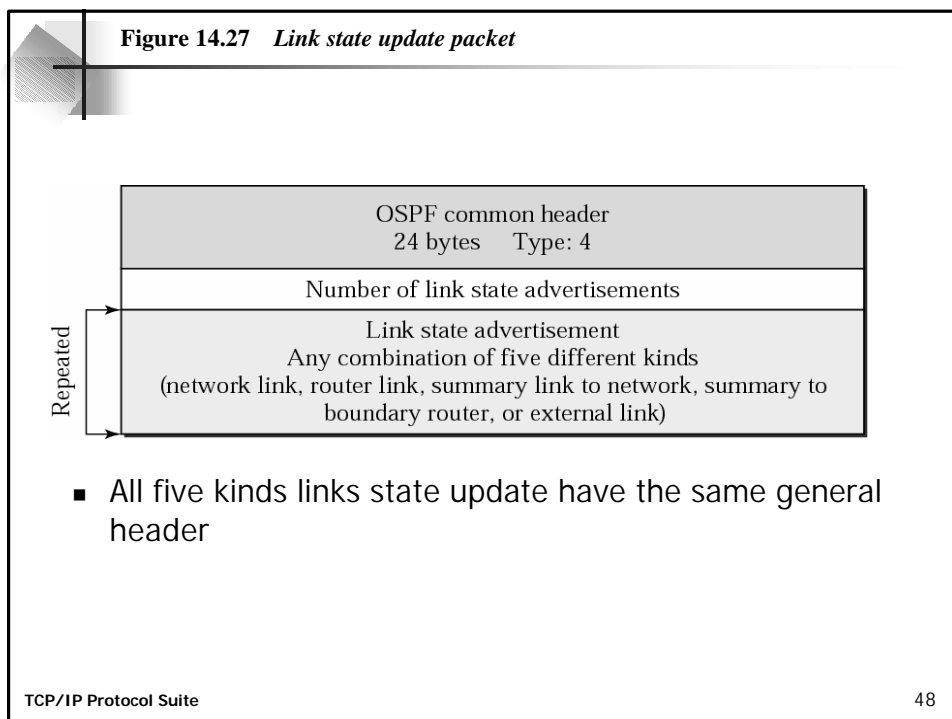 Figure 14.27 Link state update packet
OSPF common header
24 bytes Type: 4
Number of link state advertisements
Repeated
Link state advertisement
Any combination of five different kinds
(network link, router link, summary link to network, summary to
boundary router, or external link)
■ All five kinds links state update have the same general
header
TCP/IP Protocol Suite
48